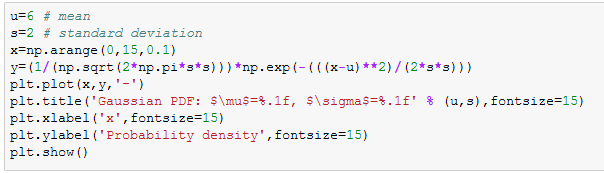 u=6 # mean
s=2 # standard deviation
x=np.arange(0,15,0.1)
y=(1/(np.sqrt(2*np.pi*s*s)))*np.exp(-(((x-u)**2)/(2*s*s)))
plt.plot(x,y,'-')
plt.title('Gaussian PDF: $\mu$=%.1f, $\sigma$=%.1f' % (u,s),fontsize=15)
plt.xlabel('x',fontsize=15)
plt.ylabel('Probability density',fontsize=15)
plt.show()